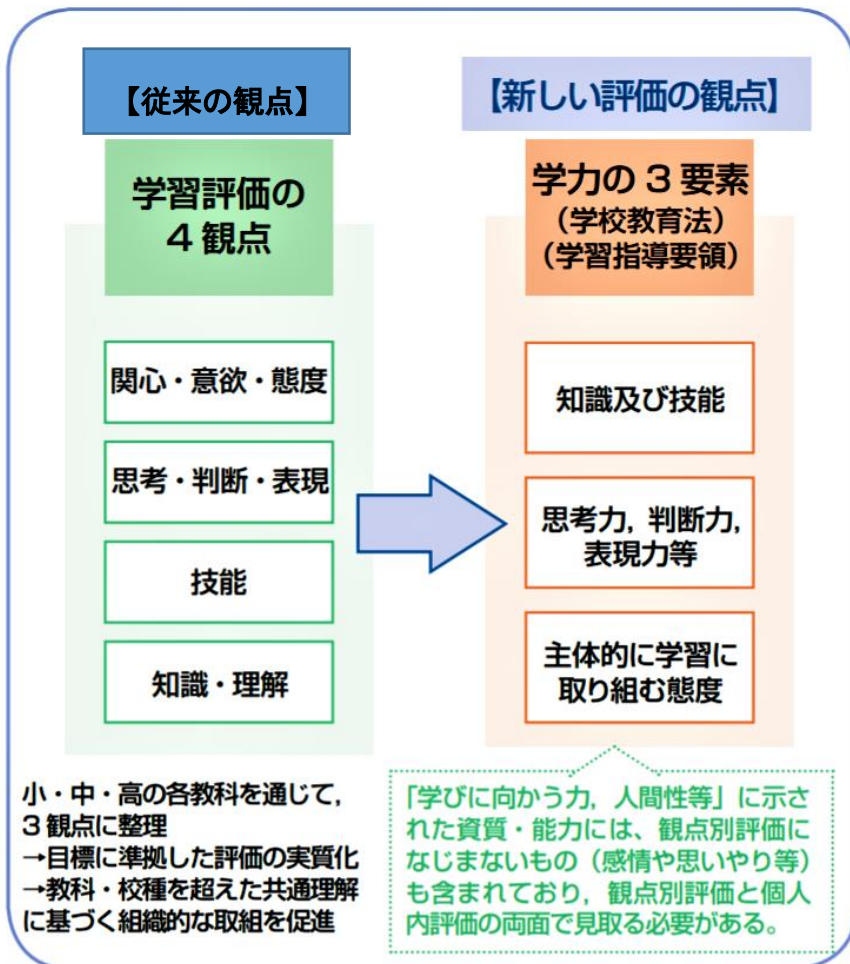 【従来の観点】
学習評価の
4観点
関心・意欲・態度
思考・判断・表現
技能
知識・理解
小・中・高の各教科を通じて,
3観点に整理
→目標に準拠した評価の実質化
→教科・校種を超えた共通理解
に基づく組織的な取組を促進
【新しい評価の観点】
学力の3要素
（学校教育法）
（学習指導要領）
知識及び技能
思考力, 判断力,
表現力等
主体的に学習に
取り組む態度
「学びに向かう力, 人間性等」に示さ
れた資質・能力には、観点別評価に
なじまないもの（感情や思いやり等）
も含まれており, 観点別評価と個人
内評価の両面で見取る必要がある。